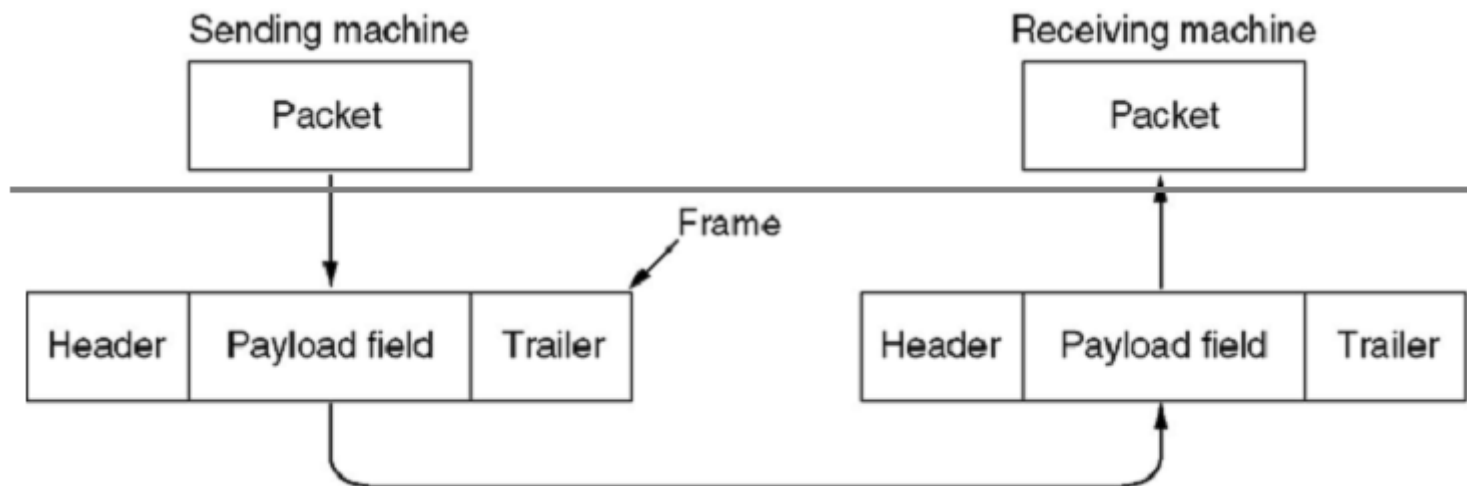 Sending machine
Receiving machine
Packet
Packet
Frame
Header
Payload field
Trailer
Header
Payload field
Trailer